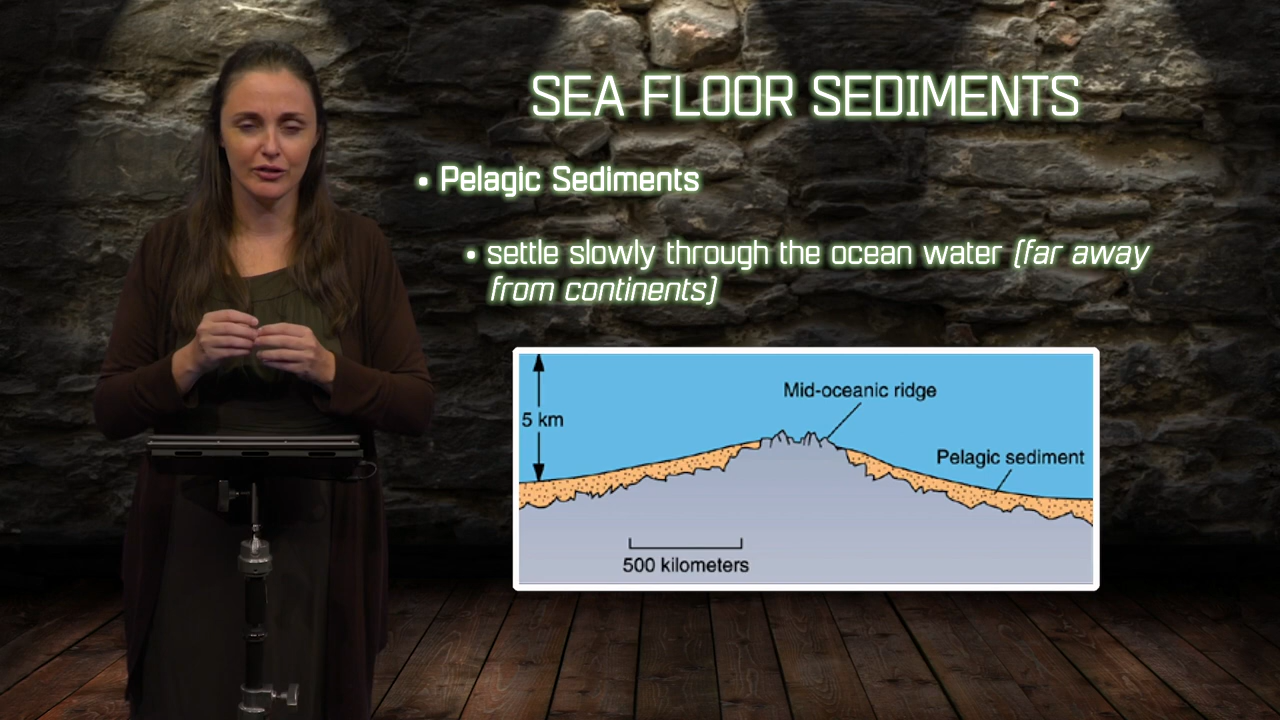 SEA FLOOR SEDIMENTS
• Pelagic Sediments
• settle slowly through the ocean water (far away
from continents)
Mid-oceanic ridge
5 km
Pelagic sediment
500 kilometers